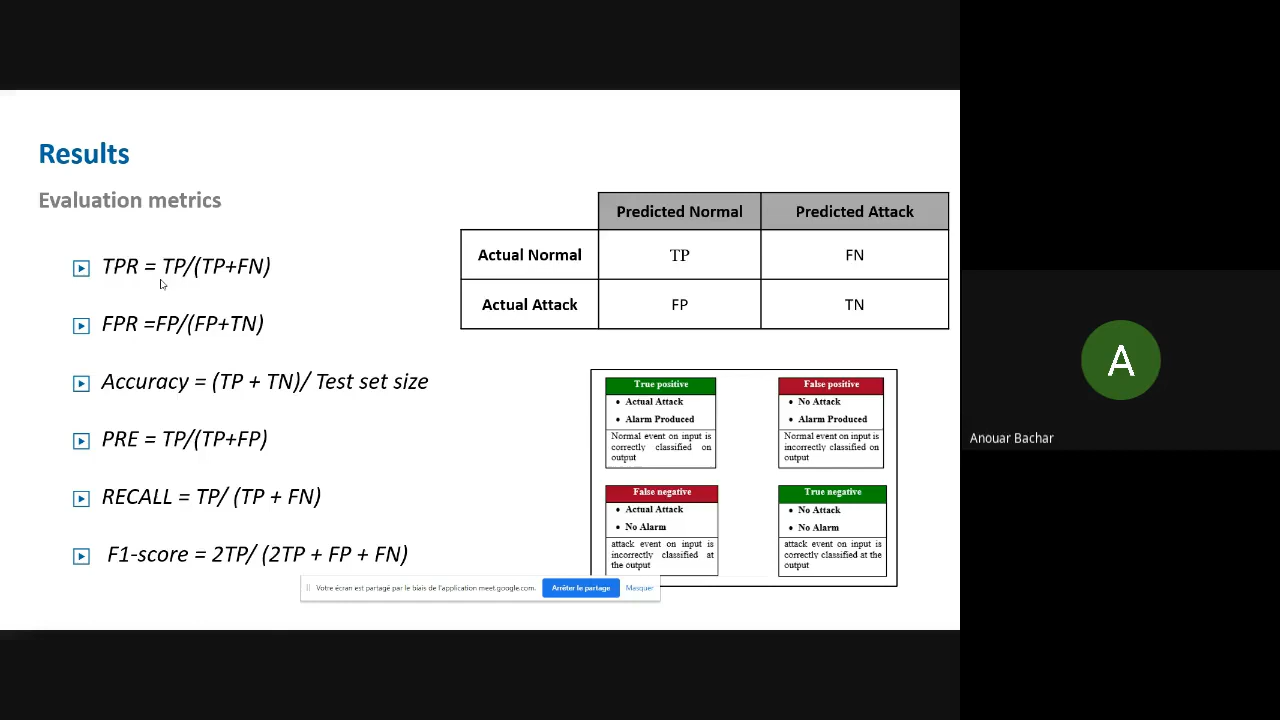 Results
Evaluation metrics
TPR = TP/(TP+FN)
FPR =FP/(FP+TN)
Accuracy = (TP + TN)/ Test set size
PRE = TP/(TP+FP)
RECALL = TP/ (TP + FN)
F1-score = 2TP/ (2TP + FP + FN)
Predicted Normal Predicted Attack
Actual Normal TP FN
Actual Attack FP TN
True positive
• Actual Attack
• Alarm Produced
Normal event on input is
correctly classified on
output
False positive
• No Attack
• Alarm Produced
Normal event on input is
incorrectly classified on
output
False negative
• Actual Attack
• No Alarm
attack event on input is
incorrectly classified at
the output
True negative
• No Attack
• No Alarm
attack event on input is
correctly classified at the
output
Votre écran est partagé par le biais de l'application meet.google.com. Arrêter le partage Masquer
A
Anouar Bachar